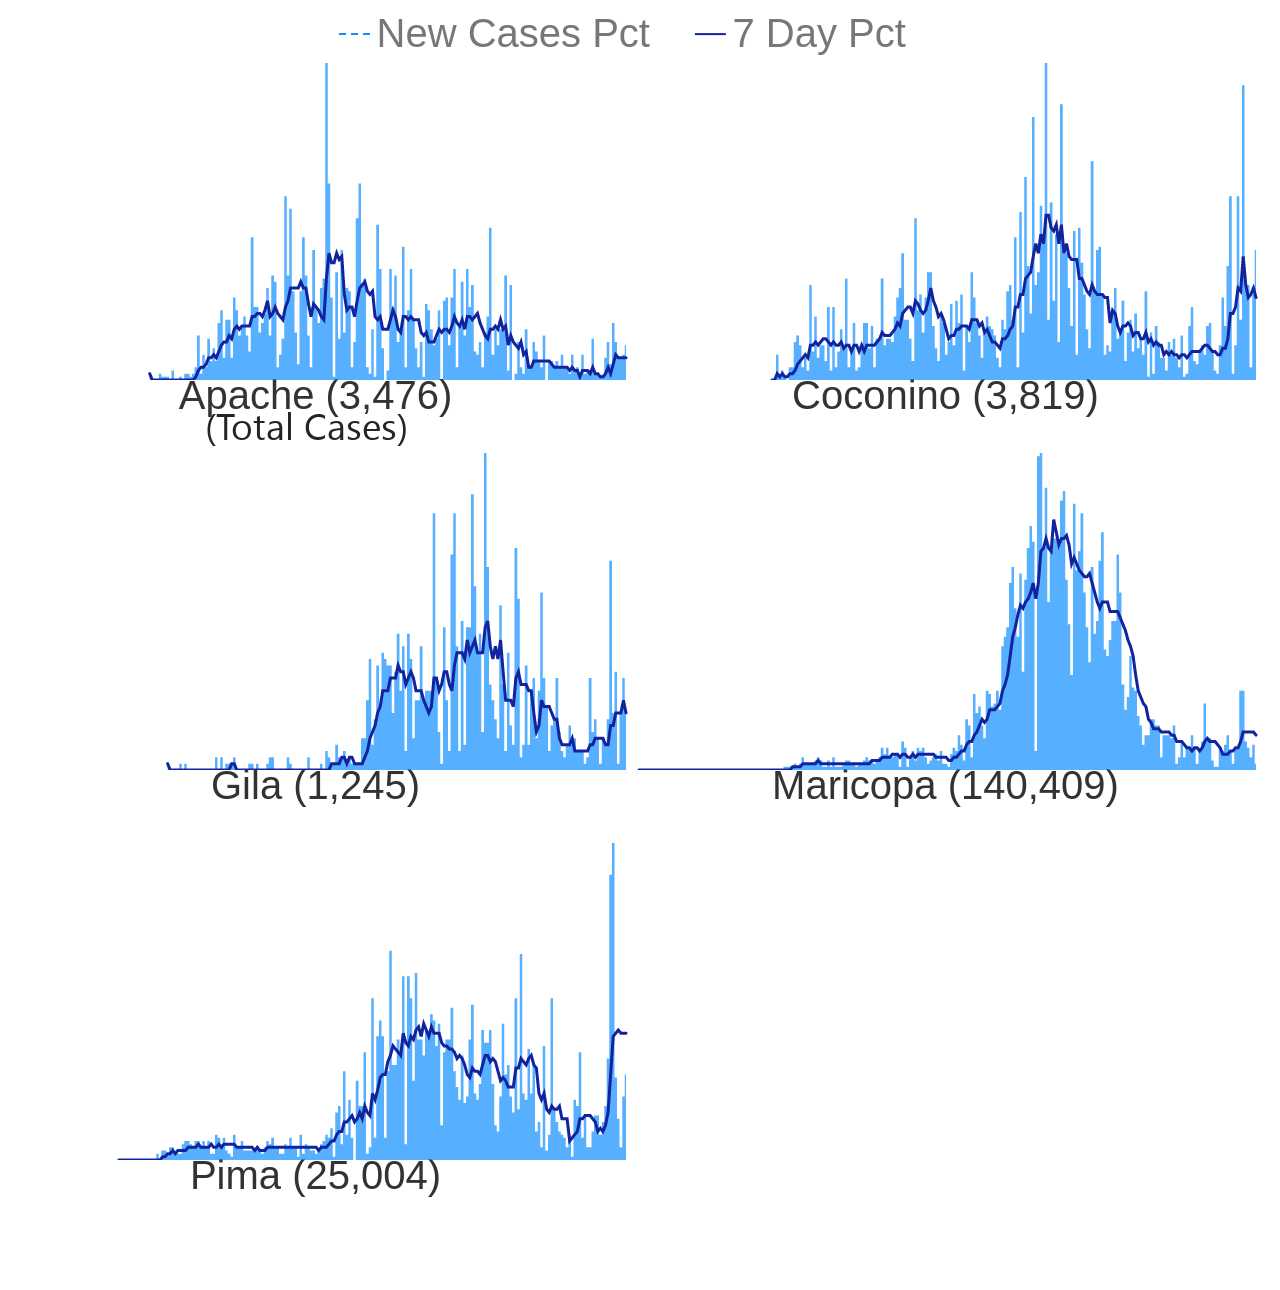 New Cases Pct 7 Day Pct
Apache (3,476)
(Total Cases)
Coconino (3,819)
Gila (1,245)
Maricopa (140,409)
Pima (25,004)